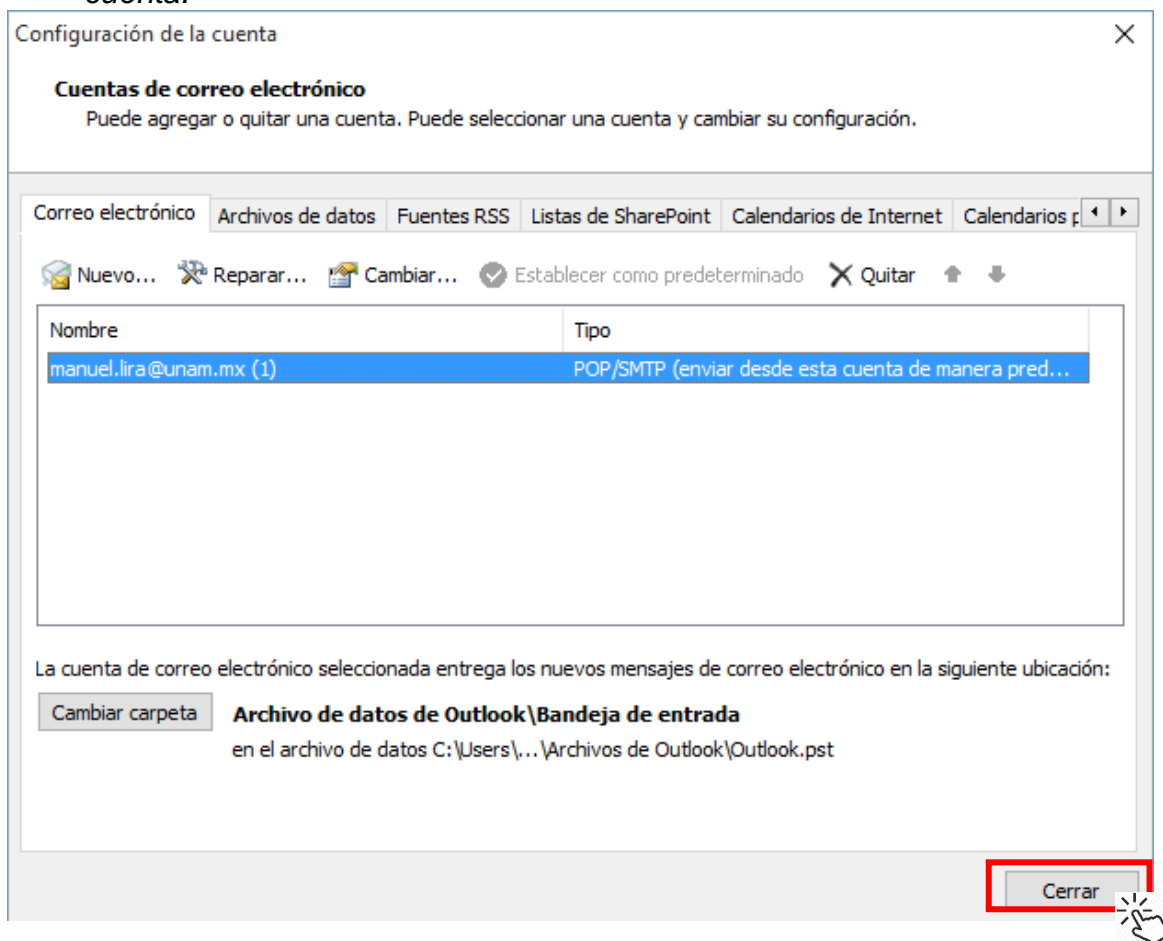 cuenta.
Configuración de la cuenta
Cuentas de correo electrónico
Puede agregar o quitar una cuenta. Puede seleccionar una cuenta y cambiar su configuración.
Correo electrónico Archivos de datos Fuentes RSS Listas de SharePoint Calendarios de Internet Calendarios p
Nuevo... Reparar... Cambiar... Establecer como predeterminado Quitar
Nombre Tipo
manuel.lira@unam.mx (1) POP/SMTP (enviar desde esta cuenta de manera pred...
La cuenta de correo electrónico seleccionada entrega los nuevos mensajes de correo electrónico en la siguiente ubicación:
Cambiar carpeta Archivo de datos de Outlook\Bandeja de entrada
en el archivo de datos C:\Users\...\Archivos de Outlook\Outlook.pst
Cerrar